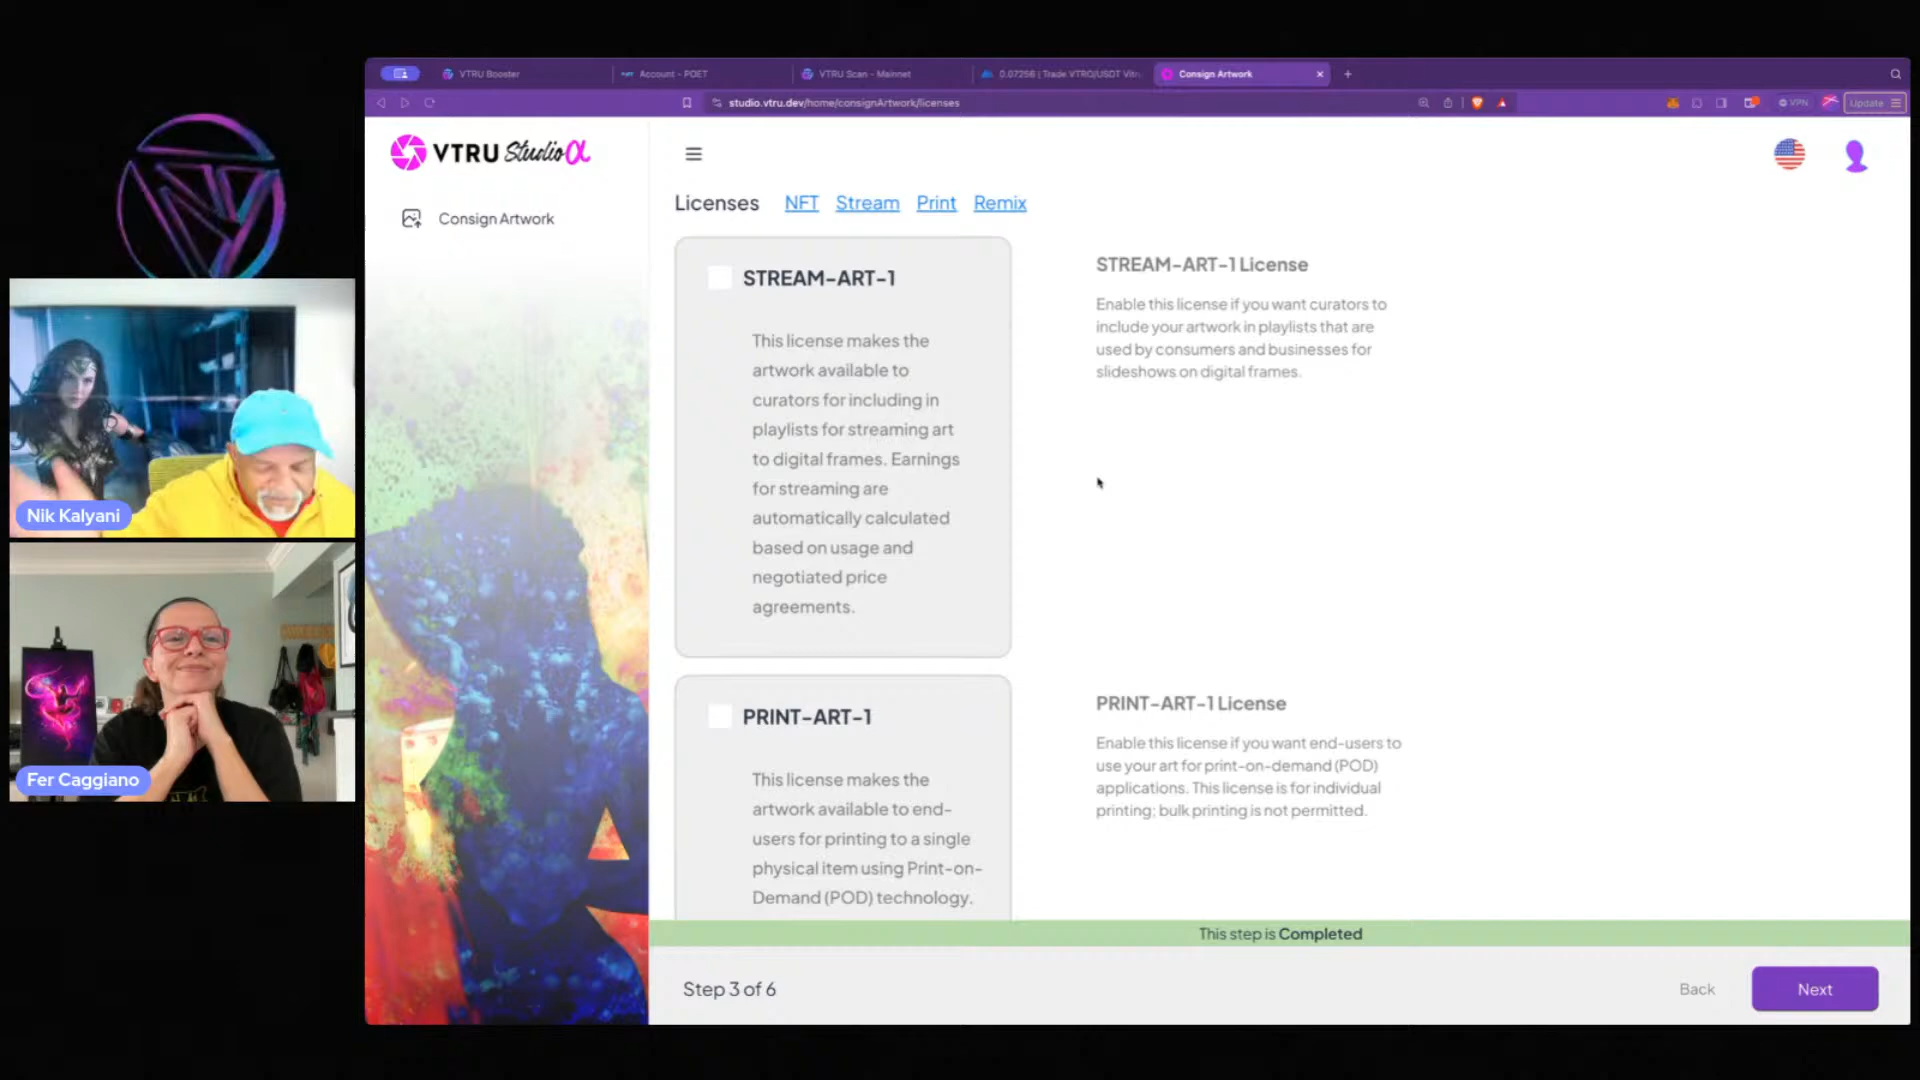 VTRU Booster
Account - POET
VTRU Scan - Mainnet
0.07256 | Trade VTRO/USDT Vitr
Consign Artwork
studio.vtru.dev/home/consignArtwork/licenses
VPN
Update
VTRU Studio α
Consign Artwork
Licenses NFT Stream Print Remix
STREAM-ART-1
This license makes the
artwork available to
curators for including in
playlists for streaming art
to digital frames. Earnings
for streaming are
automatically calculated
based on usage and
negotiated price
agreements.
STREAM-ART-1 License
Enable this license if you want curators to
include your artwork in playlists that are
used by consumers and businesses for
slideshows on digital frames.
PRINT-ART-1
This license makes the
artwork available to end-
users for printing to a single
physical item using Print-on-
Demand (POD) technology.
PRINT-ART-1 License
Enable this license if you want end-users to
use your art for print-on-demand (POD)
applications. This license is for individual
printing; bulk printing is not permitted.
This step is Completed
Step 3 of 6
Back
Next
Nik Kalyani
Fer Caggiano